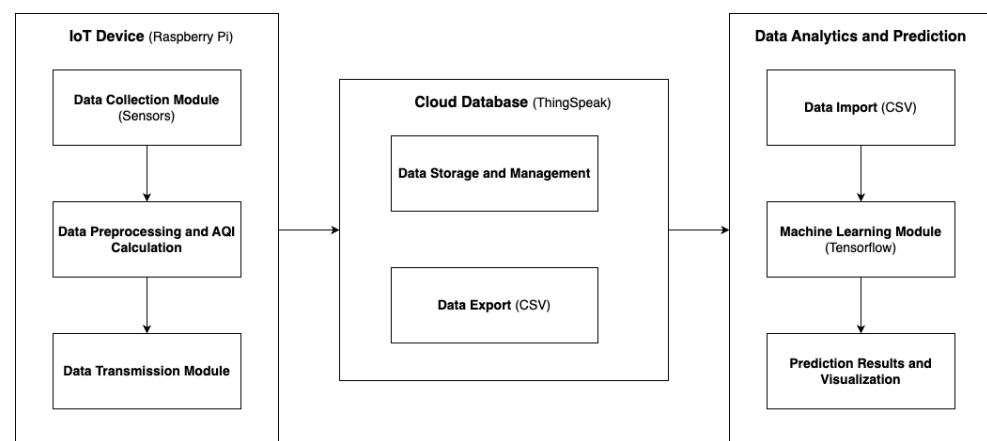 IoT Device (Raspberry Pi)
Data Collection Module
(Sensors)
Data Preprocessing and AQI
Calculation
Data Transmission Module
Cloud Database (ThingSpeak)
Data Storage and Management
Data Export (CSV)
Data Analytics and Prediction
Data Import (CSV)
Machine Learning Module
(Tensorflow)
Prediction Results and
Visualization